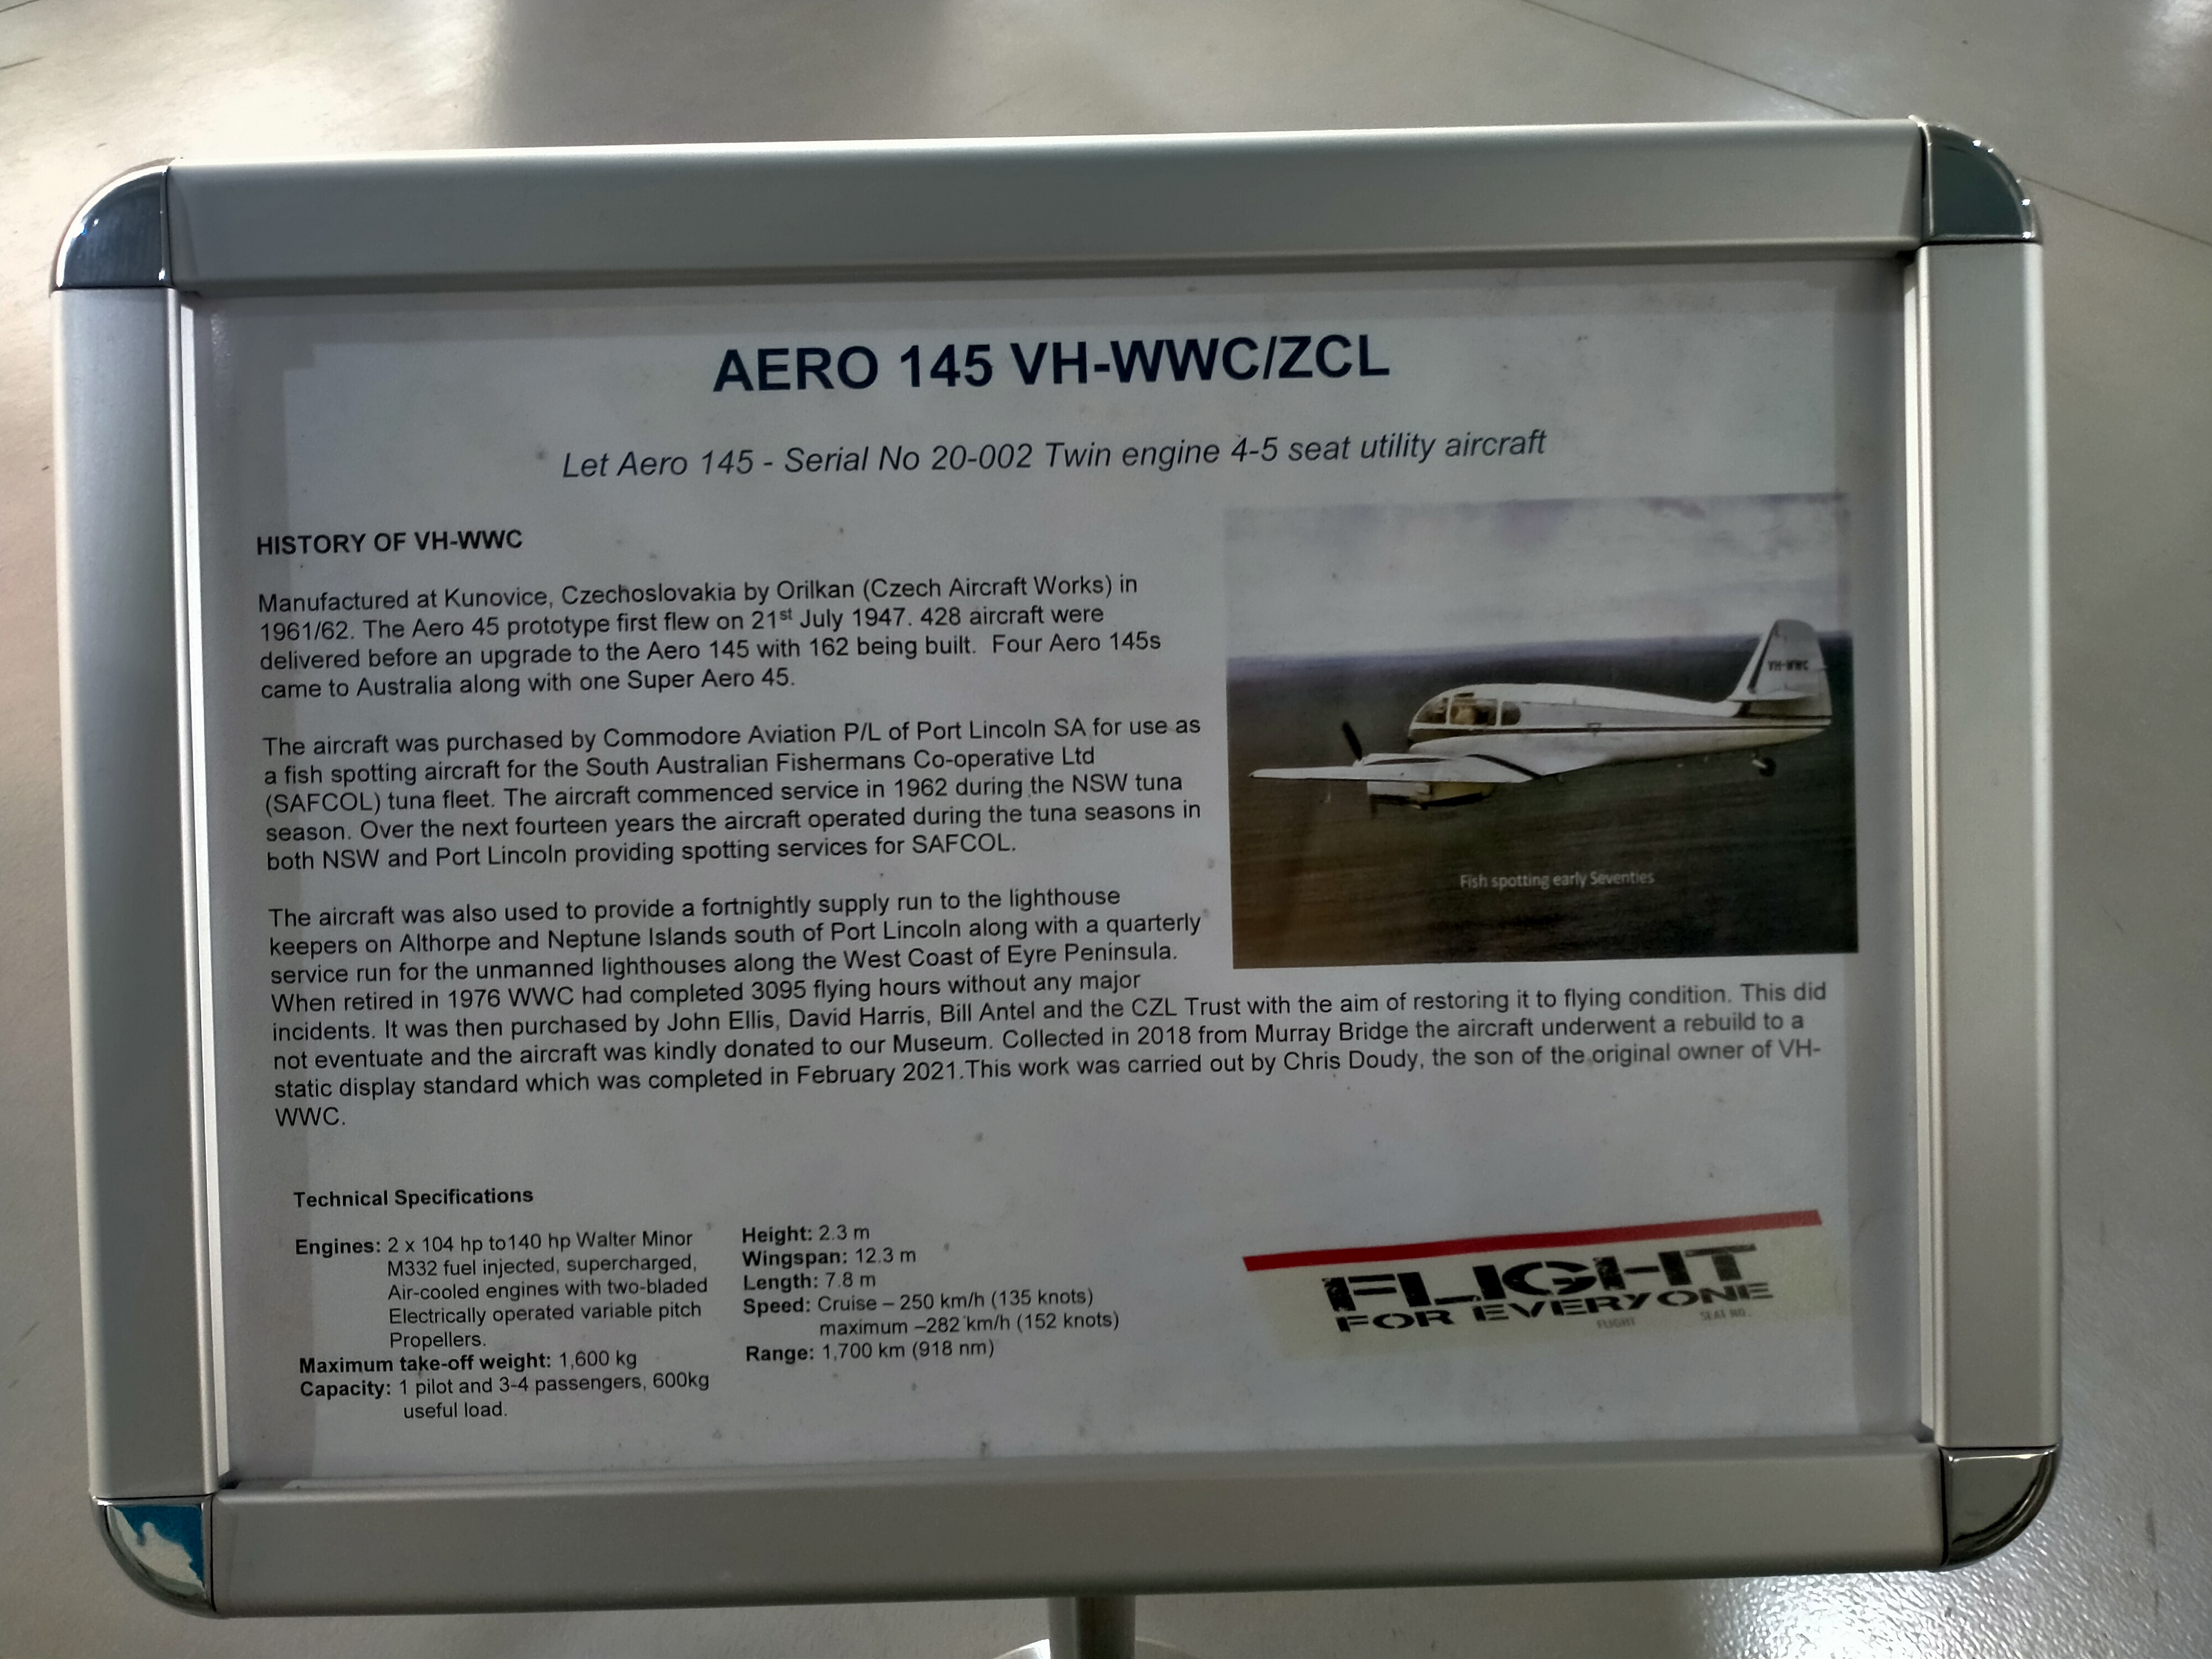 AERO 145 VH-WWC/ZCL
Let Aero 145 - Serial No 20-002 Twin engine 4-5 seat utility aircraft
HISTORY OF VH-WWC
Manufactured at Kunovice, Czechoslovakia by Orilkan (Czech Aircraft Works) in
1961/62. The Aero 45 prototype first flew on 21st July 1947. 428 aircraft were
delivered before an upgrade to the Aero 145 with 162 being built. Four Aero 145s
came to Australia along with one Super Aero 45.
The aircraft was purchased by Commodore Aviation P/L of Port Lincoln SA for use as
a fish spotting aircraft for the South Australian Fishermans Co-operative Ltd
(SAFCOL) tuna fleet. The aircraft commenced service in 1962 during the NSW tuna
season. Over the next fourteen years the aircraft operated during the tuna seasons in
both NSW and Port Lincoln providing spotting services for SAFCOL.
The aircraft was also used to provide a fortnightly supply run to the lighthouse
keepers on Althorpe and Neptune Islands south of Port Lincoln along with a quarterly
service run for the unmanned lighthouses along the West Coast of Eyre Peninsula.
When retired in 1976 WWC had completed 3095 flying hours without any major
incidents. It was then purchased by John Ellis, David Harris, Bill Antel and the CZL Trust with the aim of restoring it to flying condition. This did
not eventuate and the aircraft was kindly donated to our Museum. Collected in 2018 from Murray Bridge the aircraft underwent a rebuild to a
static display standard which was completed in February 2021.This work was carried out by Chris Doudy, the son of the original owner of VH-
WWC.
VH-WWC
Fish spotting early Seventies
Technical Specifications
Engines: 2 x 104 hp to140 hp Walter Minor
M332 fuel injected, supercharged,
Air-cooled engines with two-bladed
Electrically operated variable pitch
Propellers.
Maximum take-off weight: 1,600 kg
Capacity: 1 pilot and 3-4 passengers, 600kg
useful load.
Height: 2.3 m
Wingspan: 12.3 m
Length: 7.8 m
Speed: Cruise – 250 km/h (135 knots)
maximum –282 km/h (152 knots)
Range: 1,700 km (918 nm)
FLIGHT
FOR EVERYONE
FLIGHT SEAT NO.